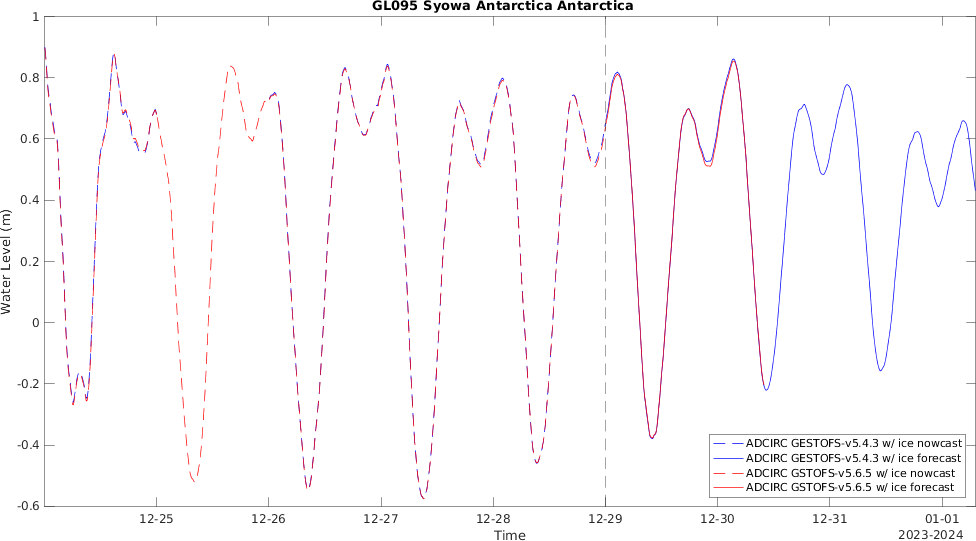 GL095 Syowa Antarctica Antarctica
1
0.8
0.6
0.4
0.2
0
-0.2
-0.4
-0.6
Water Level (m)
ADCIRC GESTOFS-v5.4.3 w/ ice nowcast
ADCIRC GESTOFS-v5.4.3 w/ ice forecast
ADCIRC GSTOFS-v5.6.5 w/ ice nowcast
ADCIRC GSTOFS-v5.6.5 w/ ice forecast
12-25 12-26 12-27 12-28 12-29 12-30 12-31 01-01
Time
2023-2024